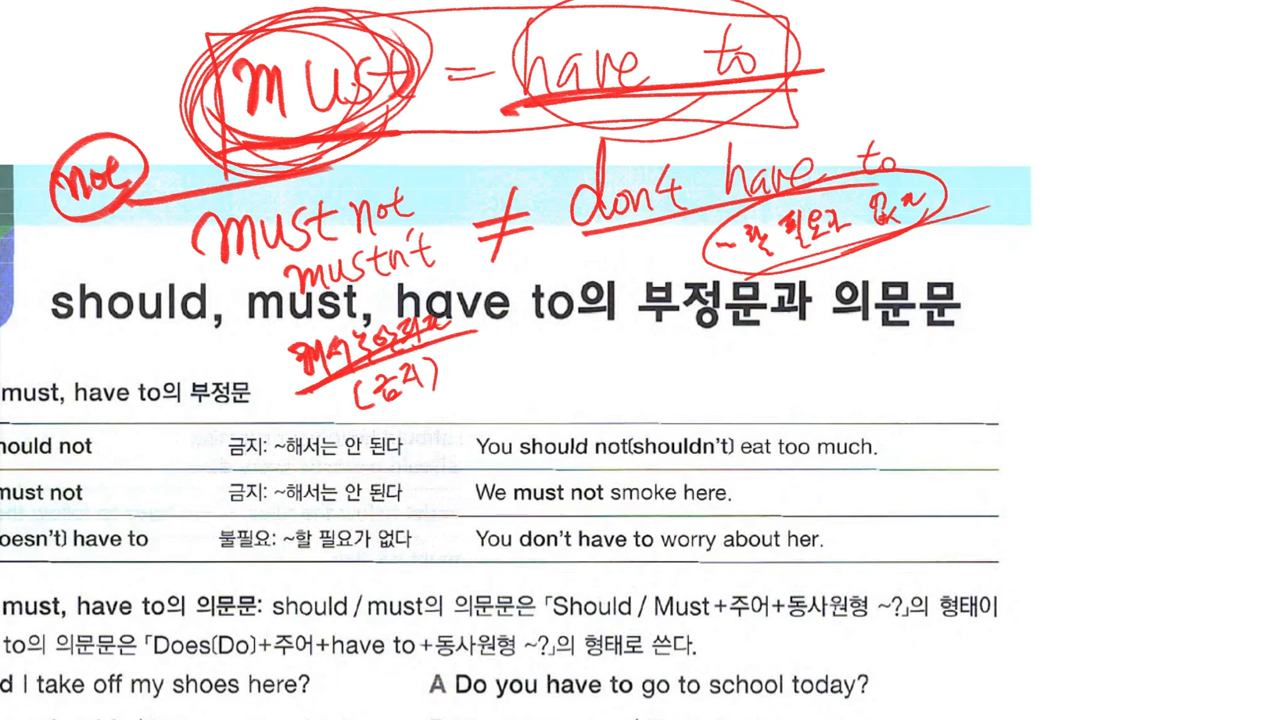 must = have to
not
must not ≠ don't have to
mustn't
~할 필요가 없다
should, must, have to의 부정문과 의문문
해서는 안된다
(금지)
must, have to의 부정문
hould not 금지: ~해서는 안 된다 You should not(shouldn't) eat too much.
must not 금지: ~해서는 안 된다 We must not smoke here.
oesn't) have to 불필요: ~할 필요가 없다 You don't have to worry about her.
must, have to의 의문문: should / must의 의문문은 「Should / Must+주어+동사원형 ~?」의 형태이
to의 의문문은 「Does(Do)+주어+have to+동사원형 ~?」의 형태로 쓴다.
d I take off my shoes here? A Do you have to go to school today?